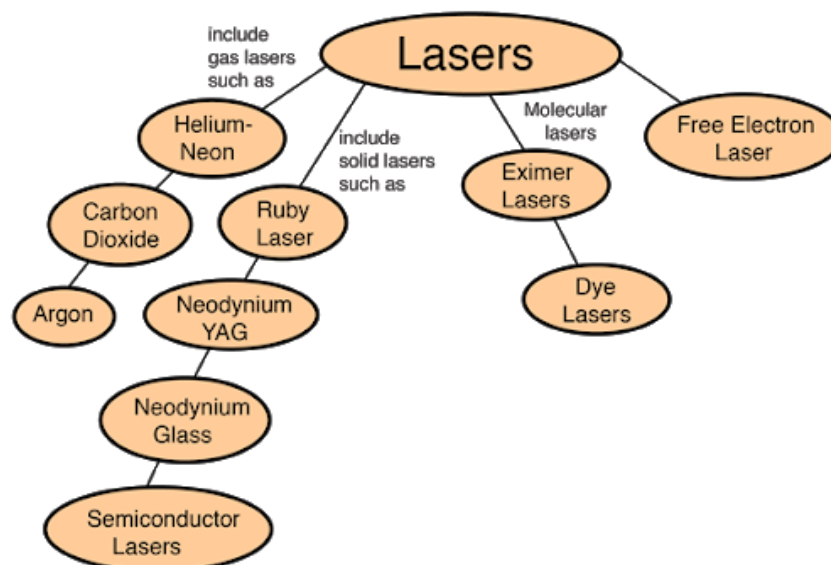 Lasers
include
gas lasers
such as
Helium-
Neon
Carbon
Dioxide
Argon
include
solid lasers
such as
Ruby
Laser
Neodynium
YAG
Neodynium
Glass
Semiconductor
Lasers
Molecular
lasers
Eximer
Lasers
Dye
Lasers
Free Electron
Laser